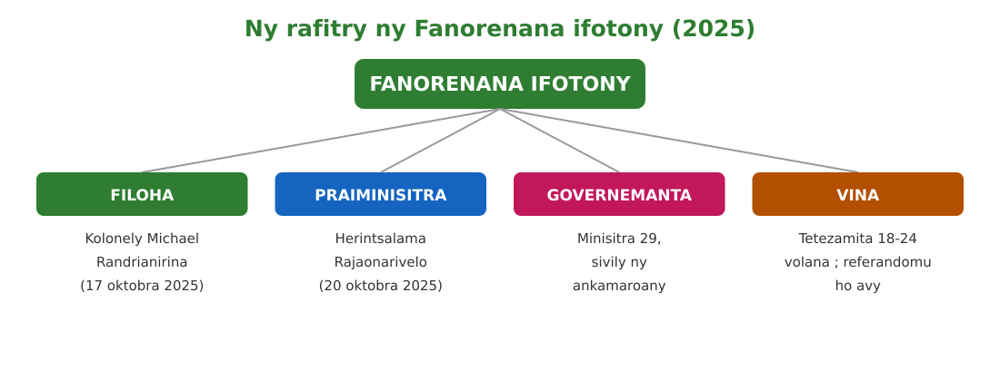 Ny rafitry ny Fanorenana ifotony (2025)
FANORENANA IFOTONY
FILOHA
Kolonely Michael
Randrianirina
(17 oktobra 2025)
PRAIMINISITRA
Herintsalama
Rajaonarivelo
(20 oktobra 2025)
GOVERNEMANTA
Minisitra 29,
sivily ny
ankamaroany
VINA
Tetezamita 18-24
volana ; referandomu
ho avy